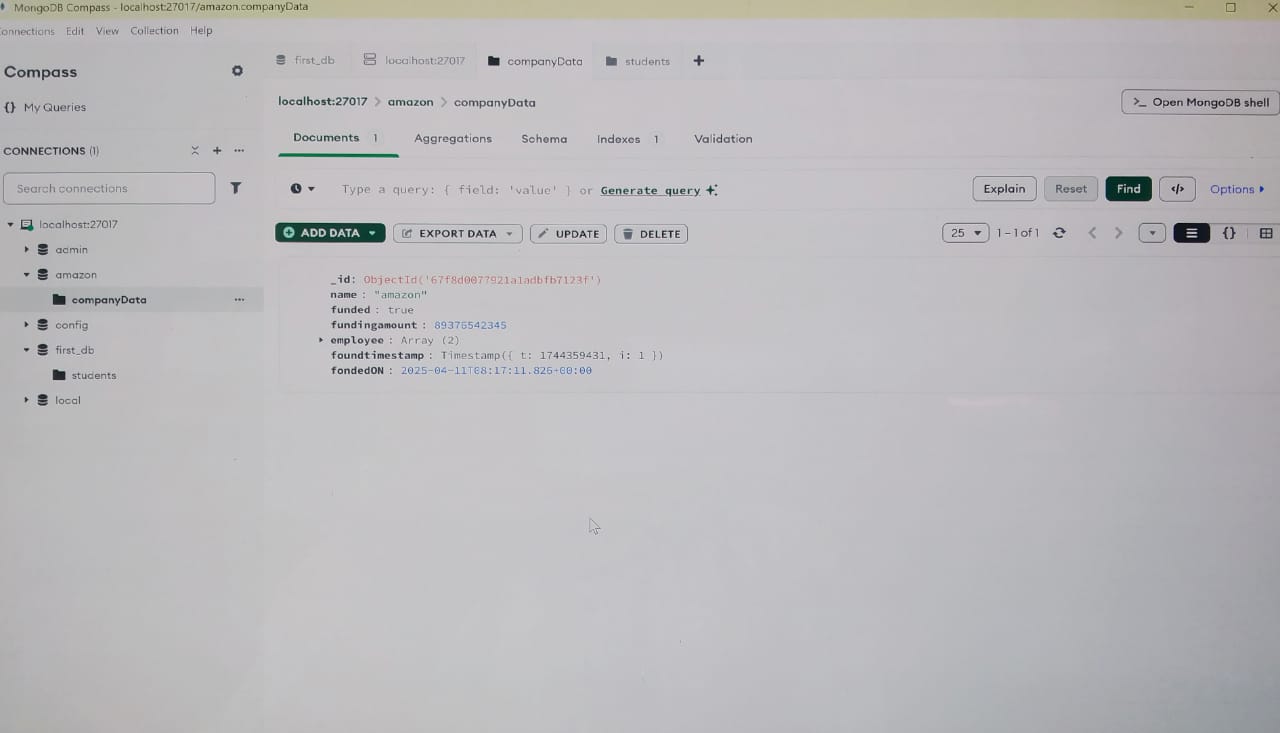 MongoDB Compass - localhost:27017/amazon.companyData
Connections Edit View Collection Help
Compass
{} My Queries
CONNECTIONS (1)
Search connections
localhost:27017
admin
amazon
companyData
config
first_db
students
local
first_db localhost:27017 companyData students
localhost:27017 > amazon > companyData
>_ Open MongoDB shell
Documents 1 Aggregations Schema Indexes 1 Validation
Type a query: { field: 'value' } or Generate query
Explain Reset Find </> Options
ADD DATA EXPORT DATA UPDATE DELETE
25 1 – 1 of 1 {}
_id: ObjectId('67f8d0077921a1adbfb7123f')
name : "amazon"
funded : true
fundingamount : 89376542345
employee : Array (2)
foundtimestamp : Timestamp({ t: 1744359431, i: 1 })
fondedON : 2025-04-11T08:17:11.826+00:00